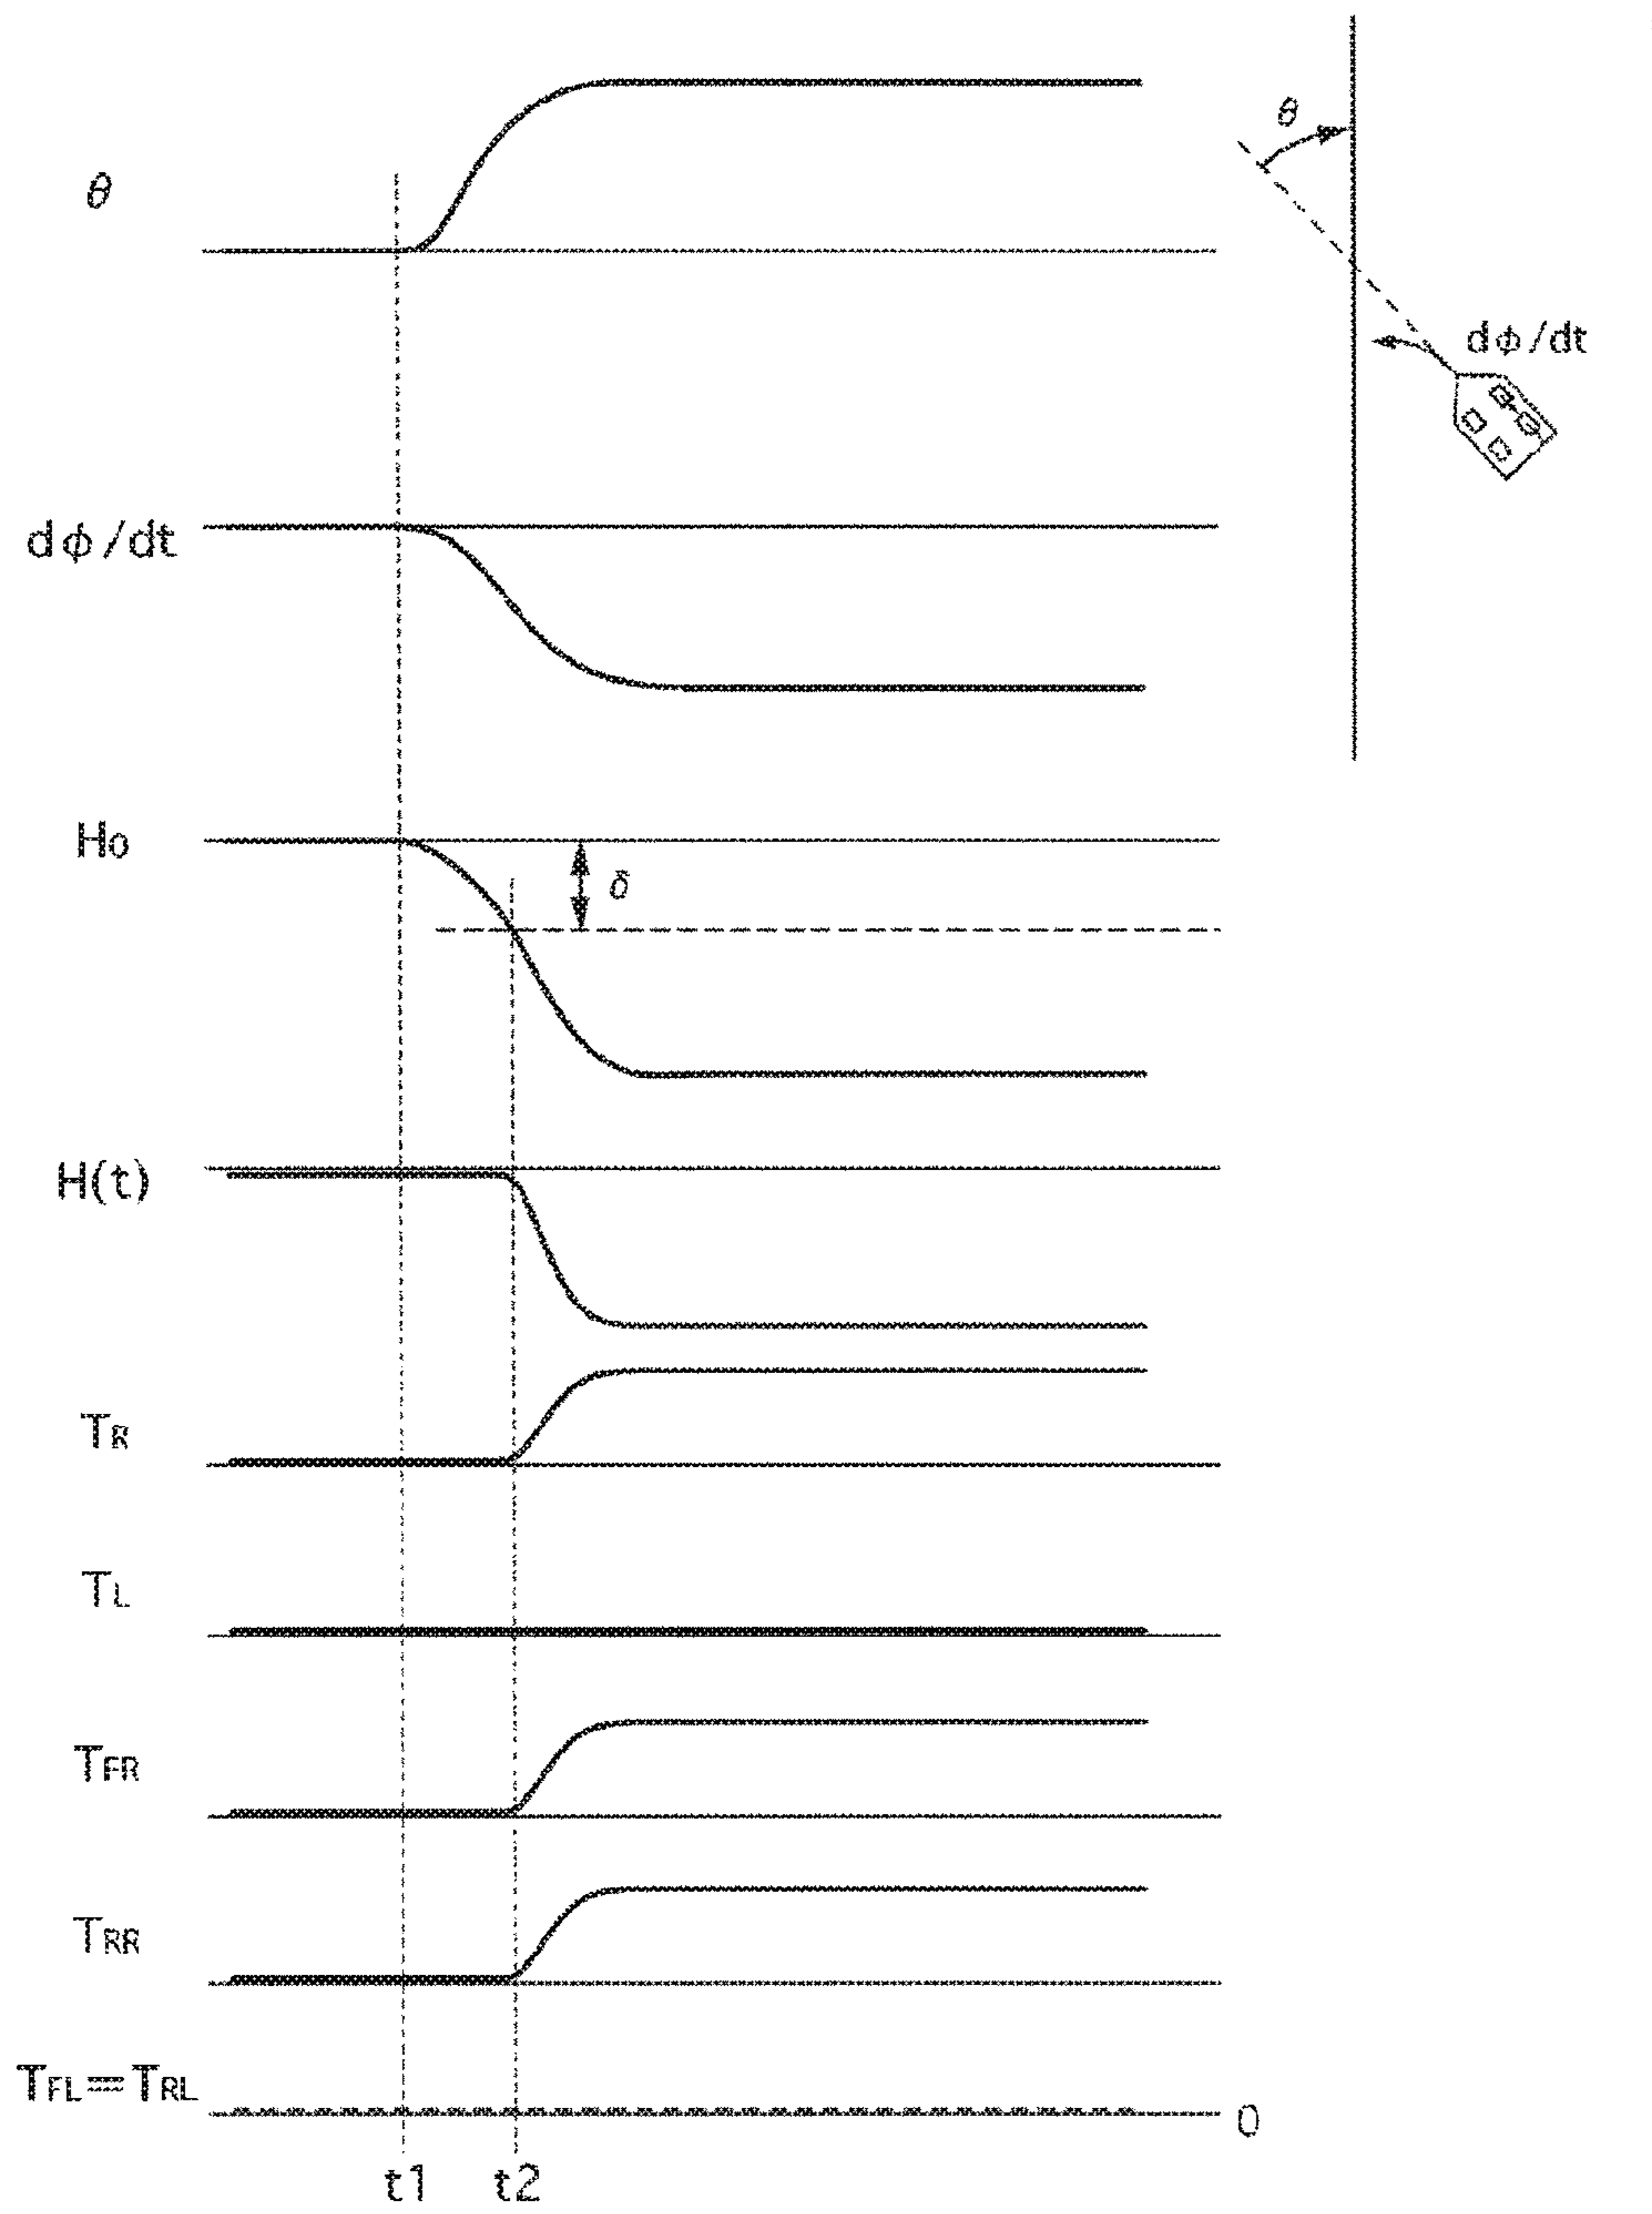 θ
θ
dφ/dt
dφ/dt
H0
δ
H(t)
TR
TL
TFR
TRR
TFL=TRL
0
t1 t2